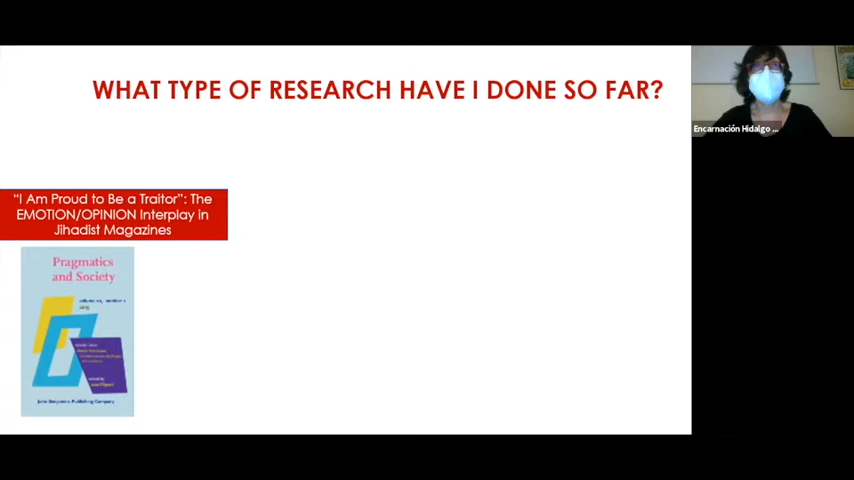 WHAT TYPE OF RESEARCH HAVE I DONE SO FAR?
Encarnación Hidalgo ...
“I Am Proud to Be a Traitor”: The
EMOTION/OPINION Interplay in
Jihadist Magazines
Pragmatics
and Society
John Benjamins Publishing Company